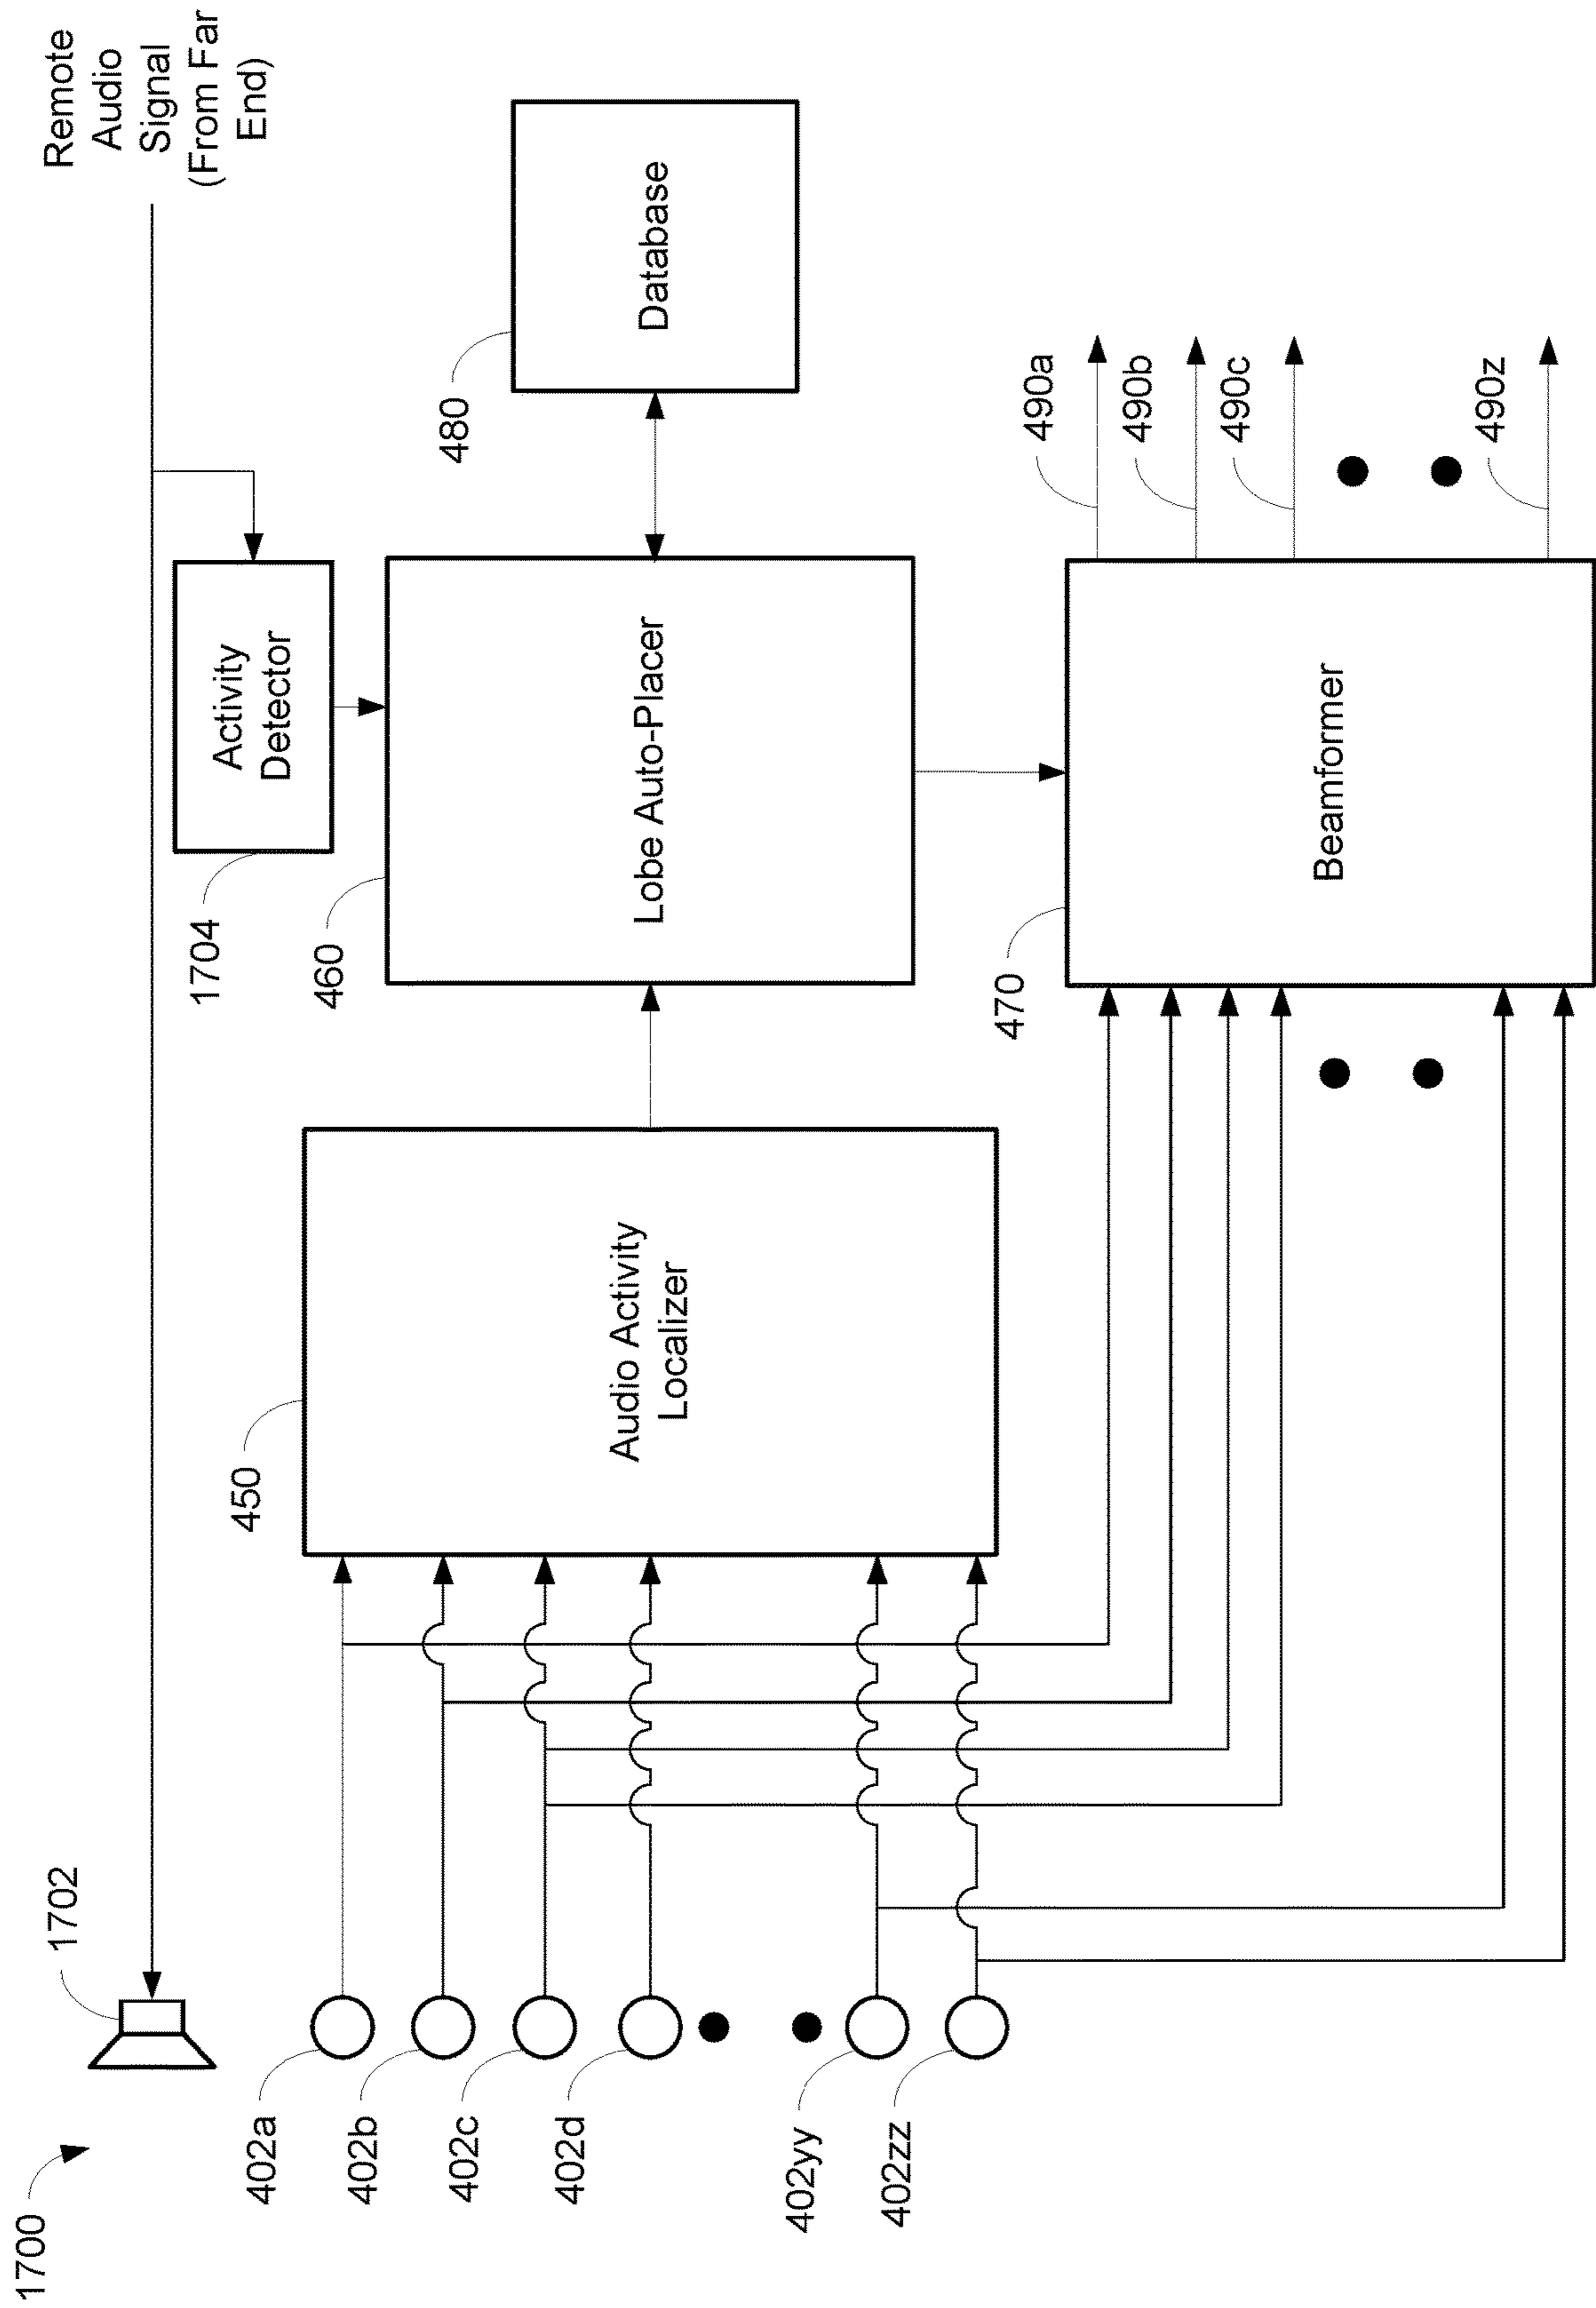 1700
1702
Remote
Audio
Signal
(From Far
End)
1704
Activity
Detector
402a
402b
402c
402d
402yy
402zz
450
Audio Activity
Localizer
460
Lobe Auto-Placer
480
Database
470
Beamformer
490a
490b
490c
490z